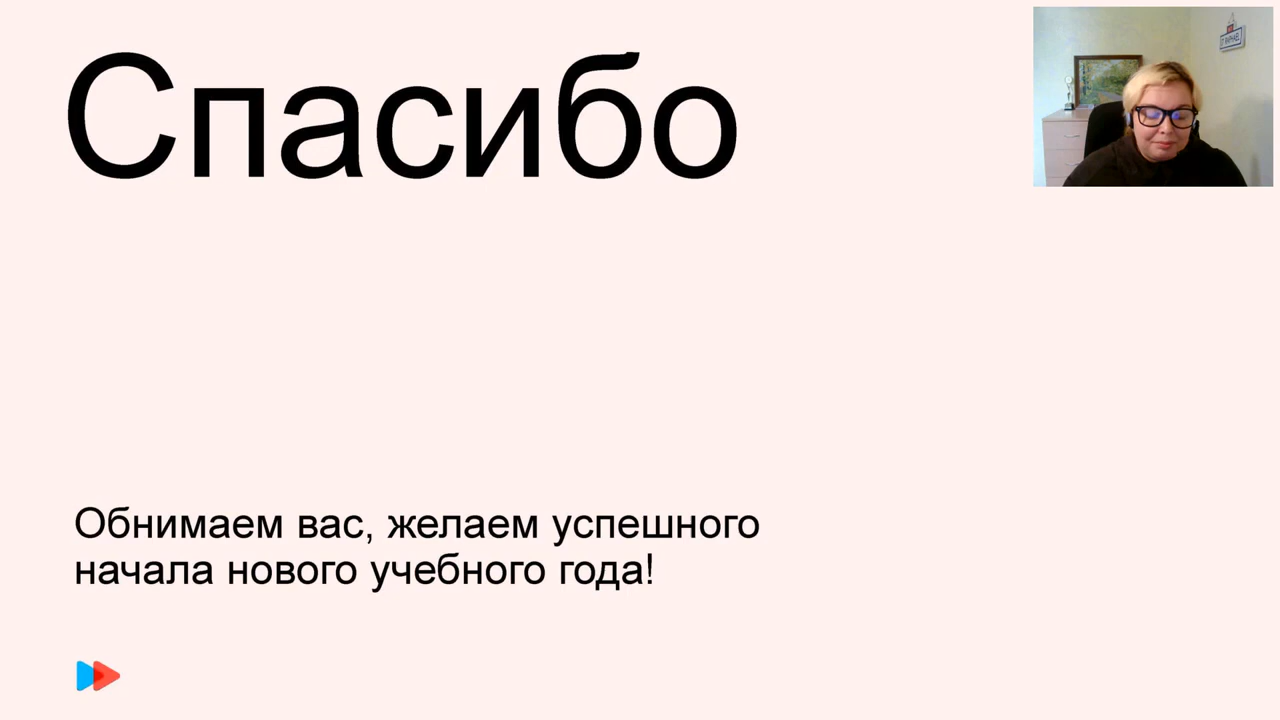 Спасибо
Обнимаем вас, желаем успешного
начала нового учебного года!